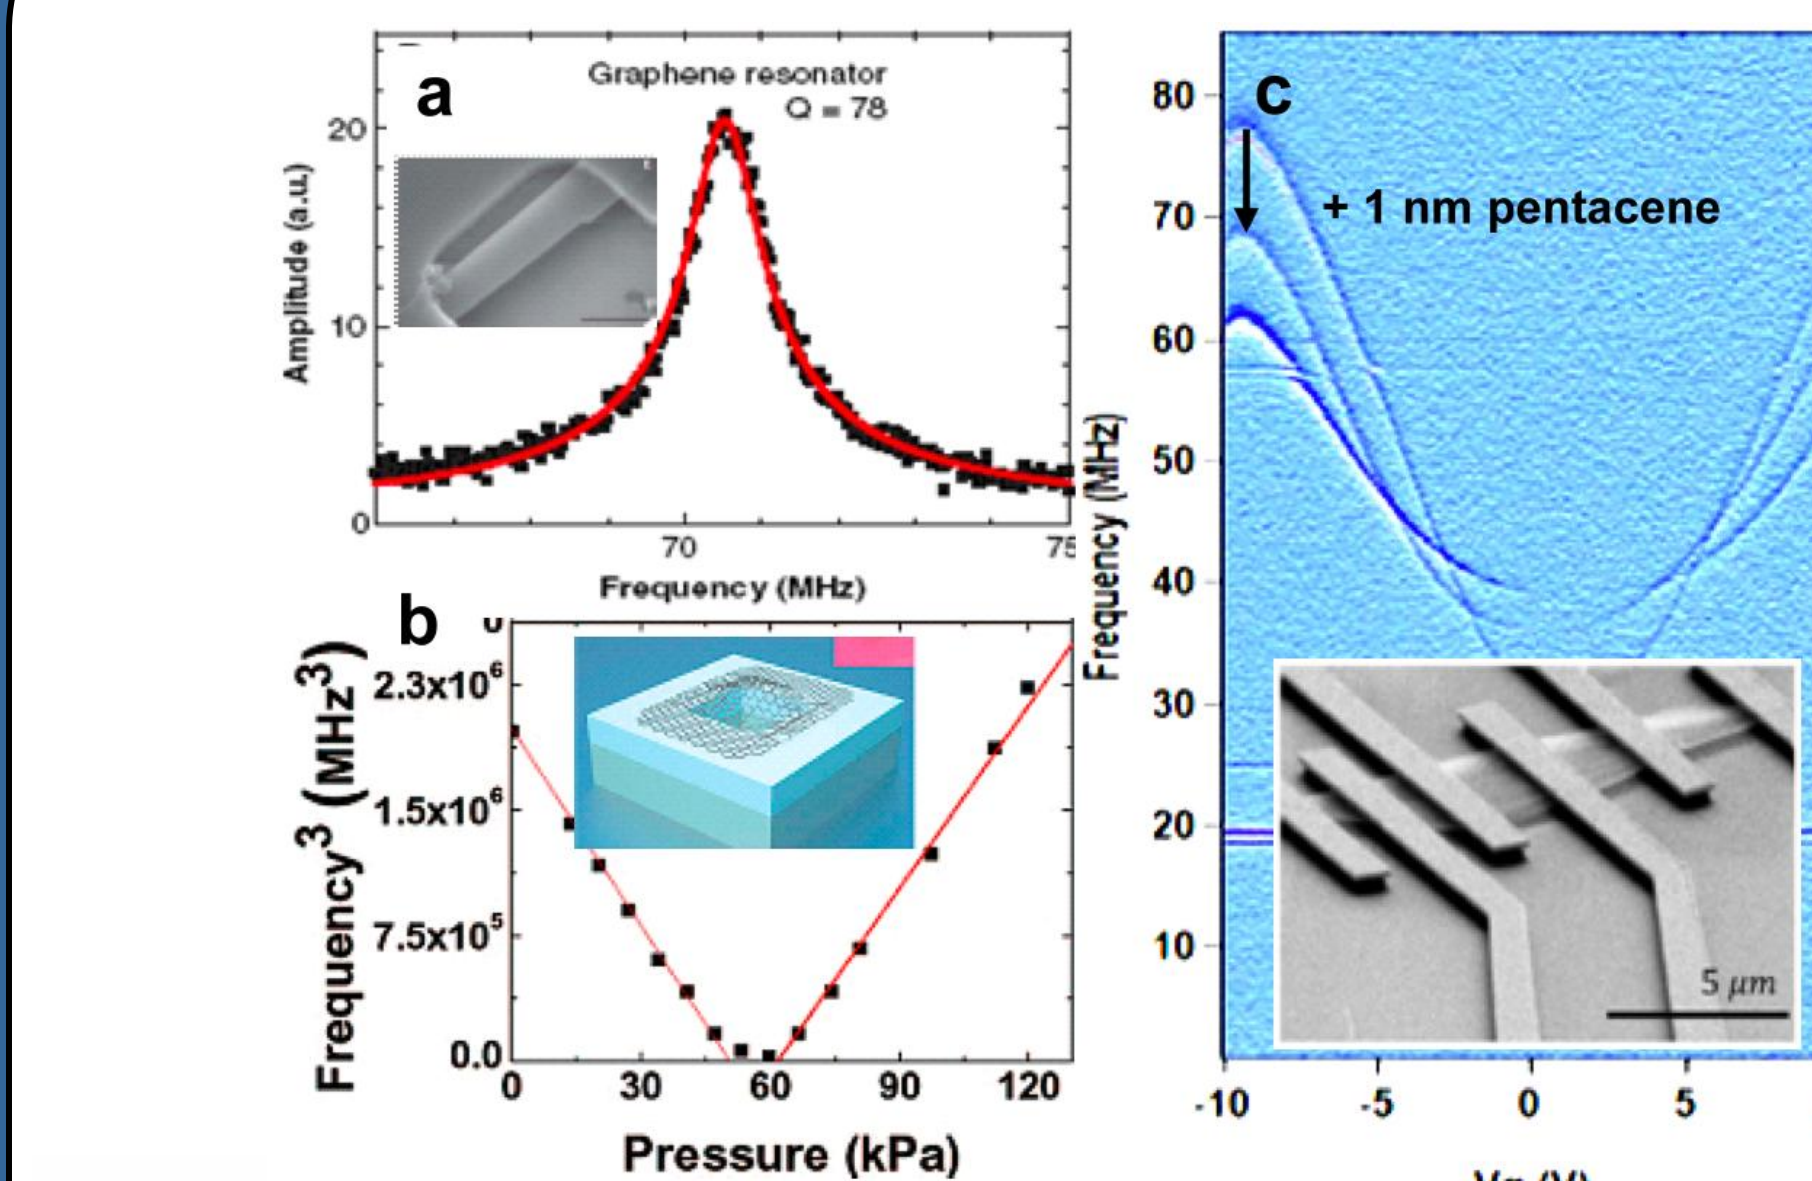 a
Graphene resonator
Q = 78
20
10
0
Amplitude (a.u.)
70
75
Frequency (MHz)
b
0
2.3x10⁶
1.5x10⁶
7.5x10⁵
0.0
Frequency³ (MHz³)
0 30 60 90 120
Pressure (kPa)
c
+ 1 nm pentacene
80
70
60
50
40
30
20
10
Frequency (MHz)
5 μm
-10 -5 0 5
Vg (V)